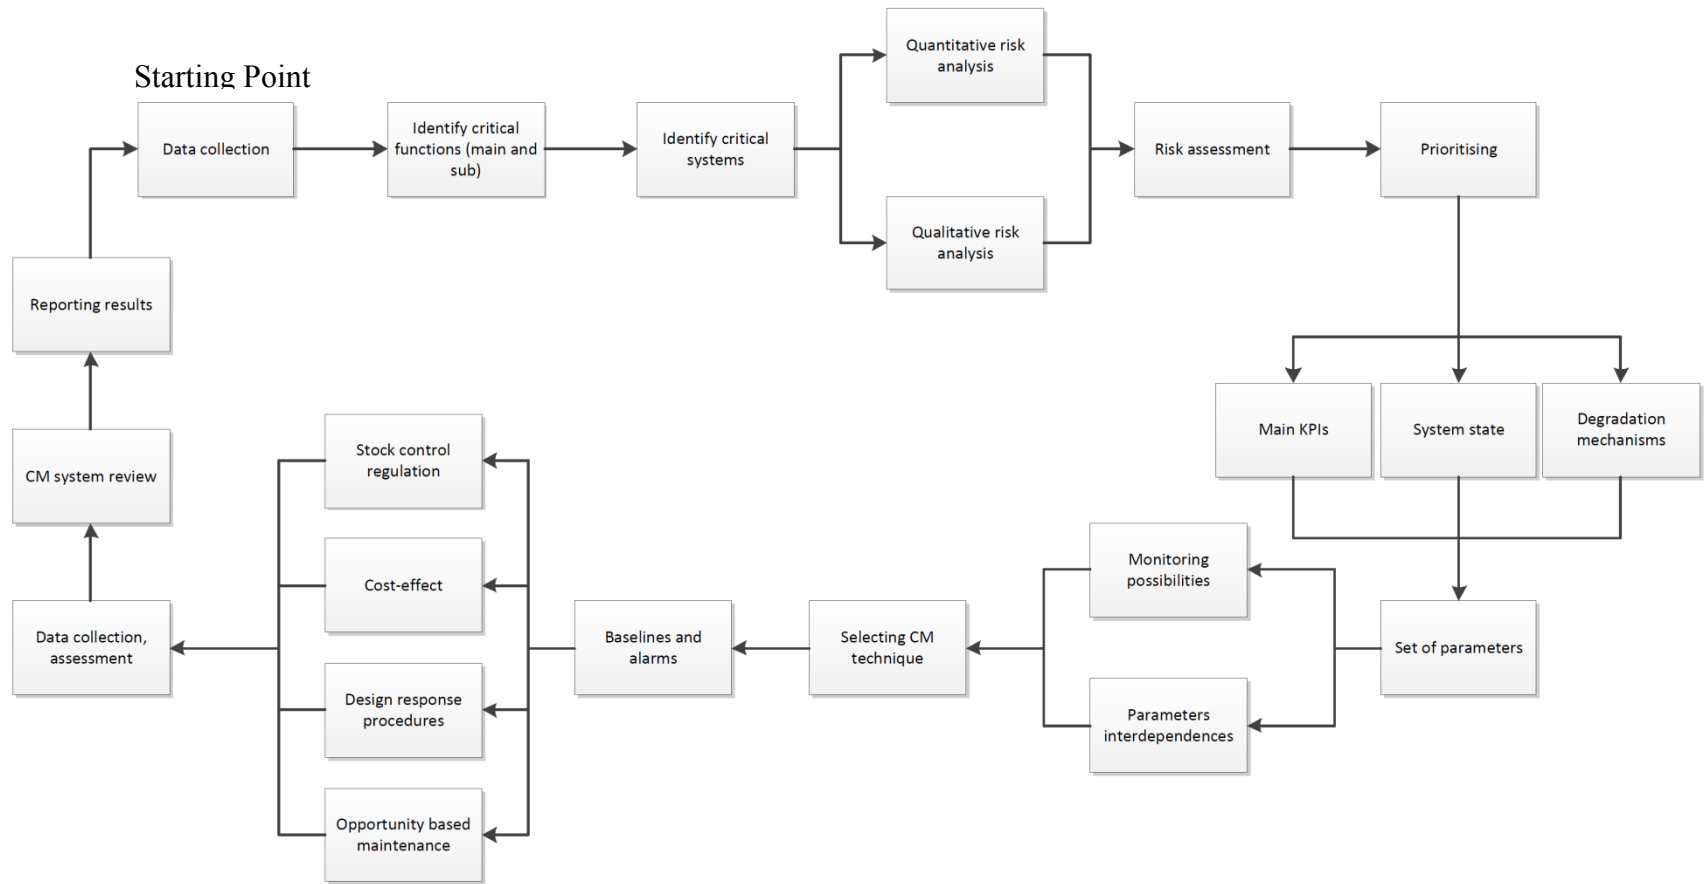 Starting Point
Data collection
Identify critical
functions (main and
sub)
Identify critical
systems
Quantitative risk
analysis
Qualitative risk
analysis
Risk assessment
Prioritising
Main KPIs
System state
Degradation
mechanisms
Set of parameters
Monitoring
possibilities
Parameters
interdependences
Selecting CM
technique
Baselines and
alarms
Stock control
regulation
Cost-effect
Design response
procedures
Opportunity based
maintenance
Data collection,
assessment
CM system review
Reporting results